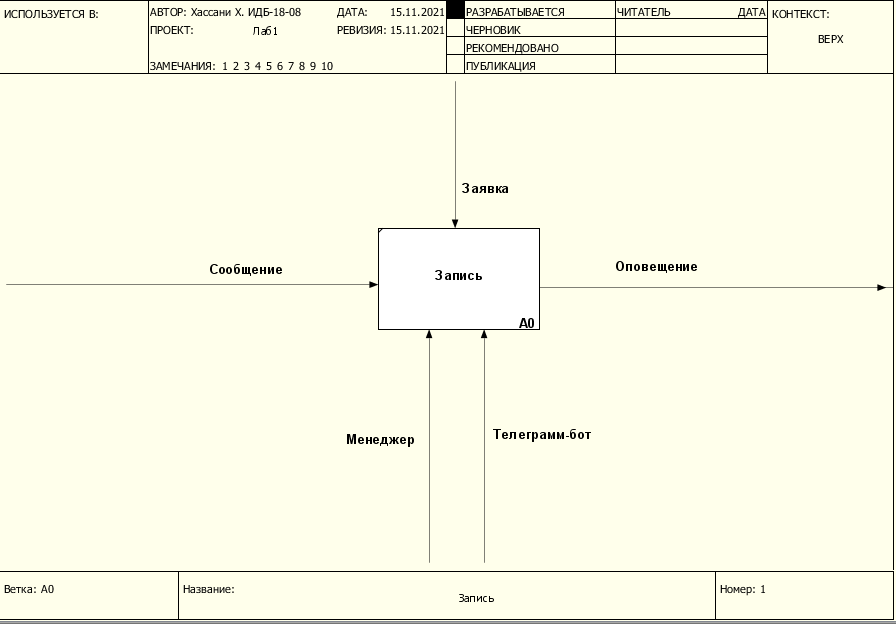 ИСПОЛЬЗУЕТСЯ В:
АВТОР: Хассани Х. ИДБ-18-08
ДАТА: 15.11.2021
ПРОЕКТ: Лаб1
РЕВИЗИЯ: 15.11.2021
ЗАМЕЧАНИЯ: 1 2 3 4 5 6 7 8 9 10
РАЗРАБАТЫВАЕТСЯ
ЧЕРНОВИК
РЕКОМЕНДОВАНО
ПУБЛИКАЦИЯ
ЧИТАТЕЛЬ ДАТА
КОНТЕКСТ:
ВЕРХ
Заявка
Сообщение
Запись
A0
Оповещение
Менеджер
Телеграмм-бот
Ветка: A0
Название:
Запись
Номер: 1